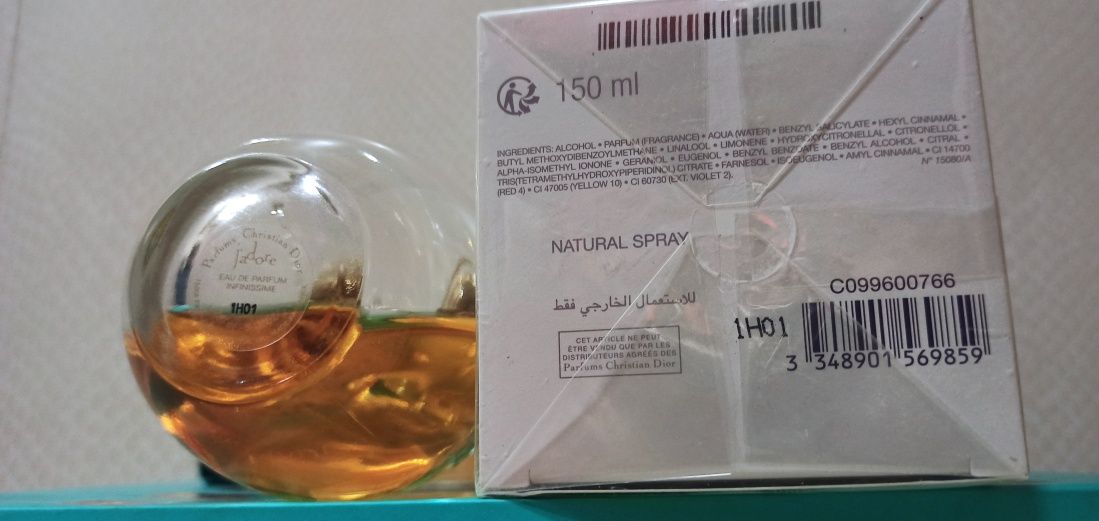 Parfums Christian Dior
J'adore
EAU DE PARFUM
INFINISSIME
1H01
150 ml
INGREDIENTS: ALCOHOL • PARFUM (FRAGRANCE) • AQUA (WATER) • BENZYL SALICYLATE • HEXYL CINNAMAL •
BUTYL METHOXYDIBENZOYLMETHANE • LINALOOL • LIMONENE • HYDROXYCITRONELLAL • CITRONELLOL •
ALPHA-ISOMETHYL IONONE • GERANIOL • EUGENOL • BENZYL BENZOATE • BENZYL ALCOHOL • CITRAL •
TRIS(TETRAMETHYLHYDROXYPIPERIDINOL) CITRATE • FARNESOL • ISOEUGENOL • AMYL CINNAMAL • CI 14700
(RED 4) • CI 47005 (YELLOW 10) • CI 60730 (EXT. VIOLET 2).
N° 15080/A
NATURAL SPRAY
للاستعمال الخارجي فقط
CET ARTICLE NE PEUT
ÊTRE VENDU QUE PAR LES
DISTRIBUTEURS AGRÉÉS DES
Parfums Christian Dior
C099600766
1H01
3 348901 569859